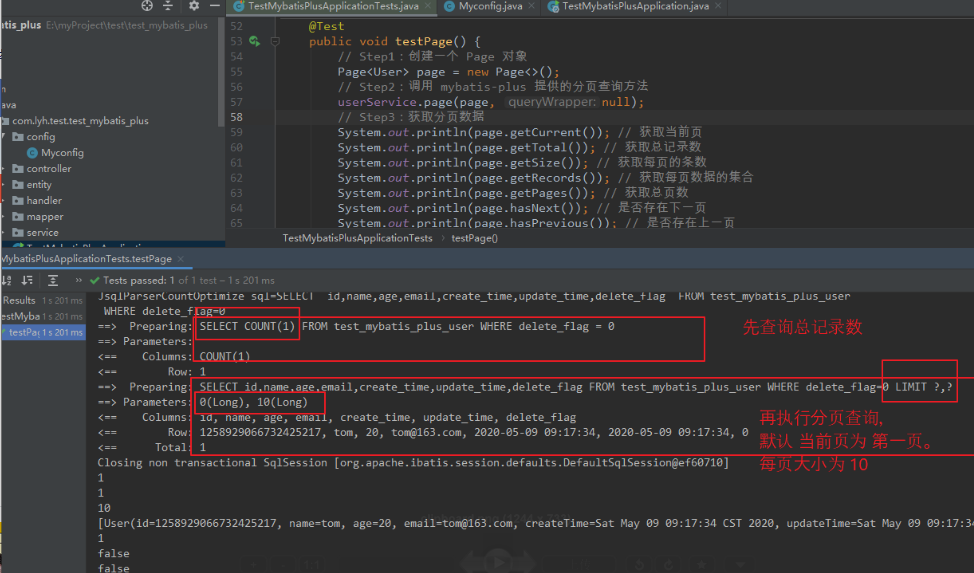 TestMybatisPlusApplicationTests.java
Myconfig.java
TestMybatisPlusApplication.java
batis_plus E:\myProject\test\test_mybatis_plus
ava
com.lyh.test.test_mybatis_plus
config
Myconfig
controller
entity
handler
mapper
service
52 @Test
53 public void testPage() {
54 // Step1：创建一个 Page 对象
55 Page<User> page = new Page<>();
56 // Step2：调用 mybatis-plus 提供的分页查询方法
57 userService.page(page, queryWrapper: null);
58 // Step3：获取分页数据
59 System.out.println(page.getCurrent()); // 获取当前页
60 System.out.println(page.getTotal()); // 获取总记录数
61 System.out.println(page.getSize()); // 获取每页的条数
62 System.out.println(page.getRecords()); // 获取每页数据的集合
63 System.out.println(page.getPages()); // 获取总页数
64 System.out.println(page.hasNext()); // 是否存在下一页
65 System.out.println(page.hasPrevious()); // 是否存在上一页
TestMybatisPlusApplicationTests > testPage()
MybatisPlusApplicationTests.testPage
Tests passed: 1 of 1 test – 1 s 201 ms
Results 1 s 201 ms
estMyba 1 s 201 ms
testPag 1 s 201 ms
JsqlParserCountOptimize sql=SELECT id,name,age,email,create_time,update_time,delete_flag FROM test_mybatis_plus_user
WHERE delete_flag=0
==> Preparing: SELECT COUNT(1) FROM test_mybatis_plus_user WHERE delete_flag = 0
==> Parameters:
<== Columns: COUNT(1)
<== Row: 1
==> Preparing: SELECT id,name,age,email,create_time,update_time,delete_flag FROM test_mybatis_plus_user WHERE delete_flag=0 LIMIT ?,?
==> Parameters: 0(Long), 10(Long)
<== Columns: id, name, age, email, create_time, update_time, delete_flag
<== Row: 1258929066732425217, tom, 20, tom@163.com, 2020-05-09 09:17:34, 2020-05-09 09:17:34, 0
<== Total: 1
Closing non transactional SqlSession [org.apache.ibatis.session.defaults.DefaultSqlSession@ef60710]
1
1
10
[User(id=1258929066732425217, name=tom, age=20, email=tom@163.com, createTime=Sat May 09 09:17:34 CST 2020, updateTime=Sat May 09 09:17:34
1
false
false
先查询总记录数
再执行分页查询,
默认 当前页为 第一页。
每页大小为 10